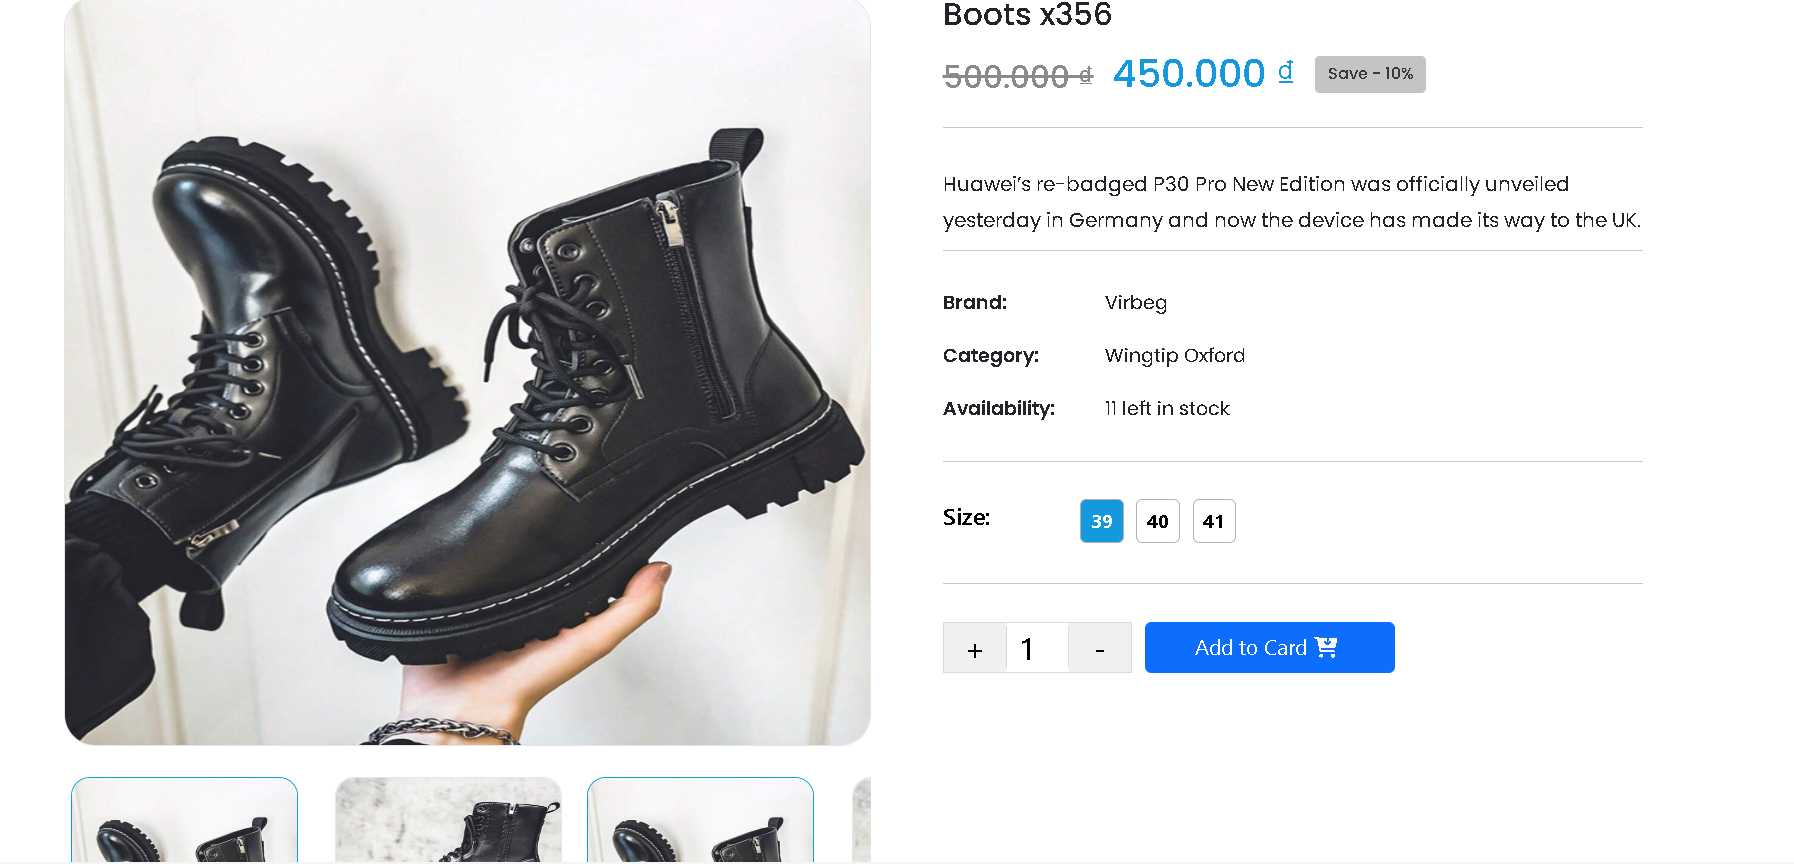 Boots x356
500.000 đ 450.000 đ Save - 10%
Huawei’s re-badged P30 Pro New Edition was officially unveiled
yesterday in Germany and now the device has made its way to the UK.
Brand: Virbeg
Category: Wingtip Oxford
Availability: 11 left in stock
Size: 39 40 41
+ 1 - Add to Card